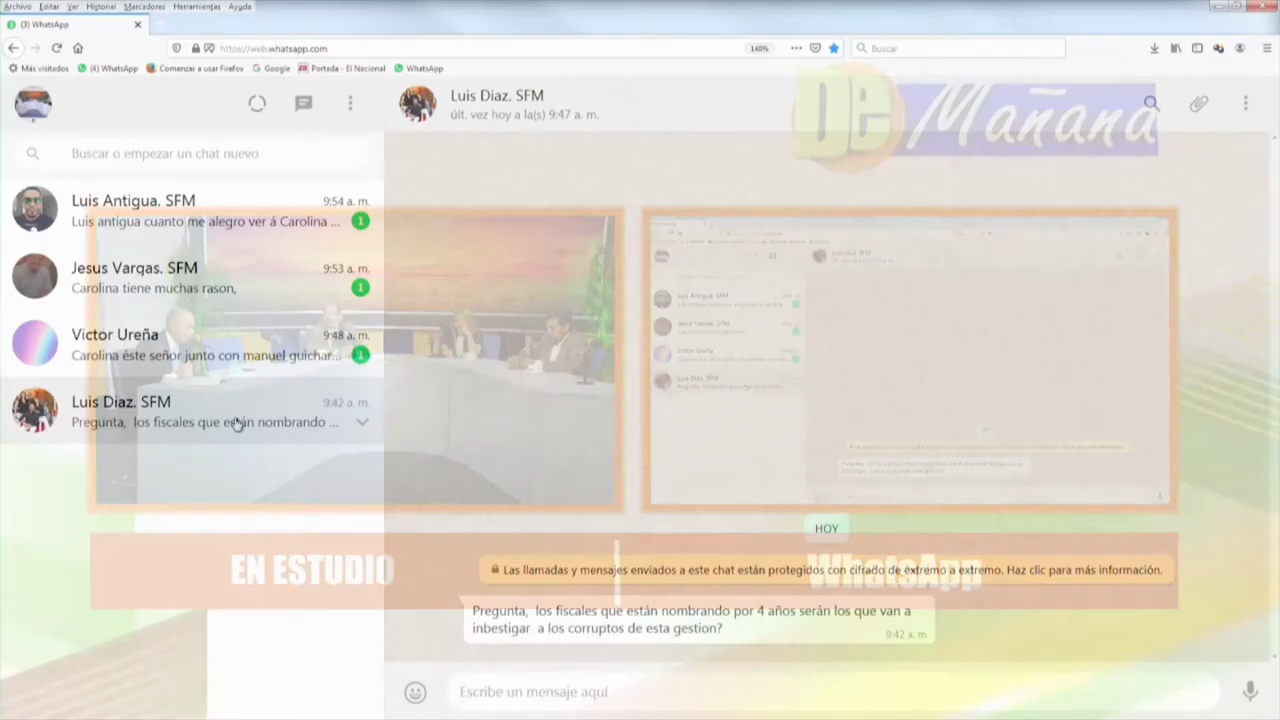 Archivo Editar Ver Historial Marcadores Herramientas Ayuda
(3) WhatsApp
https://web.whatsapp.com
140%
Buscar
Más visitados
(4) WhatsApp
Comenzar a usar Firefox
Google
Portada - El Nacional
WhatsApp
Luis Diaz. SFM
últ. vez hoy a la(s) 9:47 a. m.
De Mañana
Buscar o empezar un chat nuevo
Luis Antigua. SFM
9:54 a. m.
Luis antigua cuanto me alegro ver á Carolina ...
1
Jesus Vargas. SFM
9:53 a. m.
Carolina tiene muchas rason,
1
Victor Ureña
9:48 a. m.
Carolina éste señor junto con manuel guichar...
1
Luis Diaz. SFM
9:42 a. m.
Pregunta, los fiscales que están nombrando ...
HOY
EN ESTUDIO
WhatsApp
Las llamadas y mensajes enviados a este chat están protegidos con cifrado de extremo a extremo. Haz clic para más información.
Pregunta, los fiscales que están nombrando por 4 años serán los que van a
inbestigar a los corruptos de esta gestion?
9:42 a. m.
Escribe un mensaje aquí